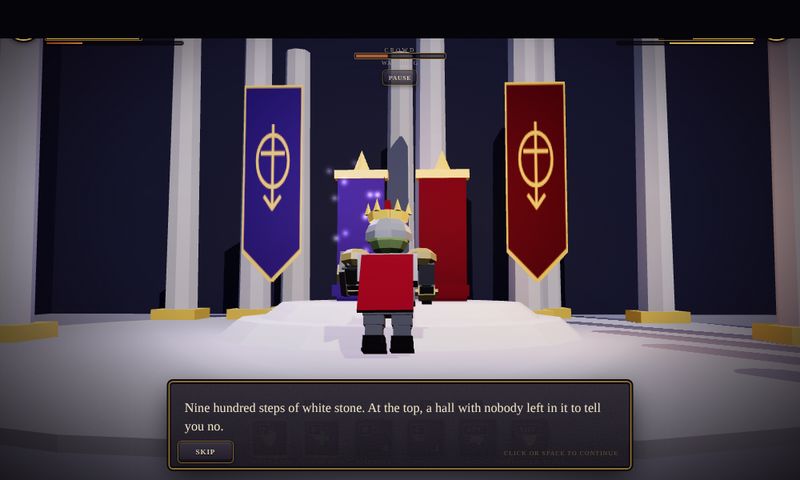 CROWD
PAUSE
Nine hundred steps of white stone. At the top, a hall with nobody left in it to tell
you no.
SKIP
CLICK OR SPACE TO CONTINUE